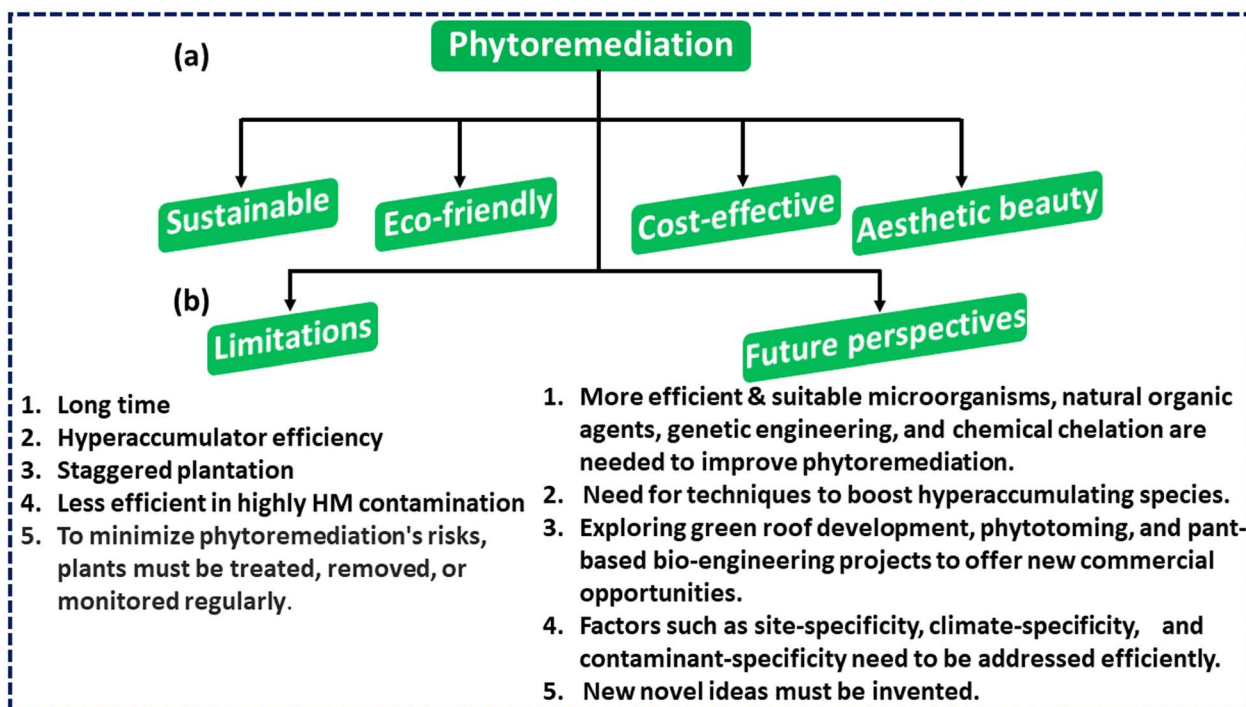 Phytoremediation
(a)
Sustainable
Eco-friendly
Cost-effective
Aesthetic beauty
(b)
Limitations
Future perspectives
1. Long time
2. Hyperaccumulator efficiency
3. Staggered plantation
4. Less efficient in highly HM contamination
5. To minimize phytoremediation's risks,
plants must be treated, removed, or
monitored regularly.
1. More efficient & suitable microorganisms, natural organic
agents, genetic engineering, and chemical chelation are
needed to improve phytoremediation.
2. Need for techniques to boost hyperaccumulating species.
3. Exploring green roof development, phytotoming, and pant-
based bio-engineering projects to offer new commercial
opportunities.
4. Factors such as site-specificity, climate-specificity, and
contaminant-specificity need to be addressed efficiently.
5. New novel ideas must be invented.